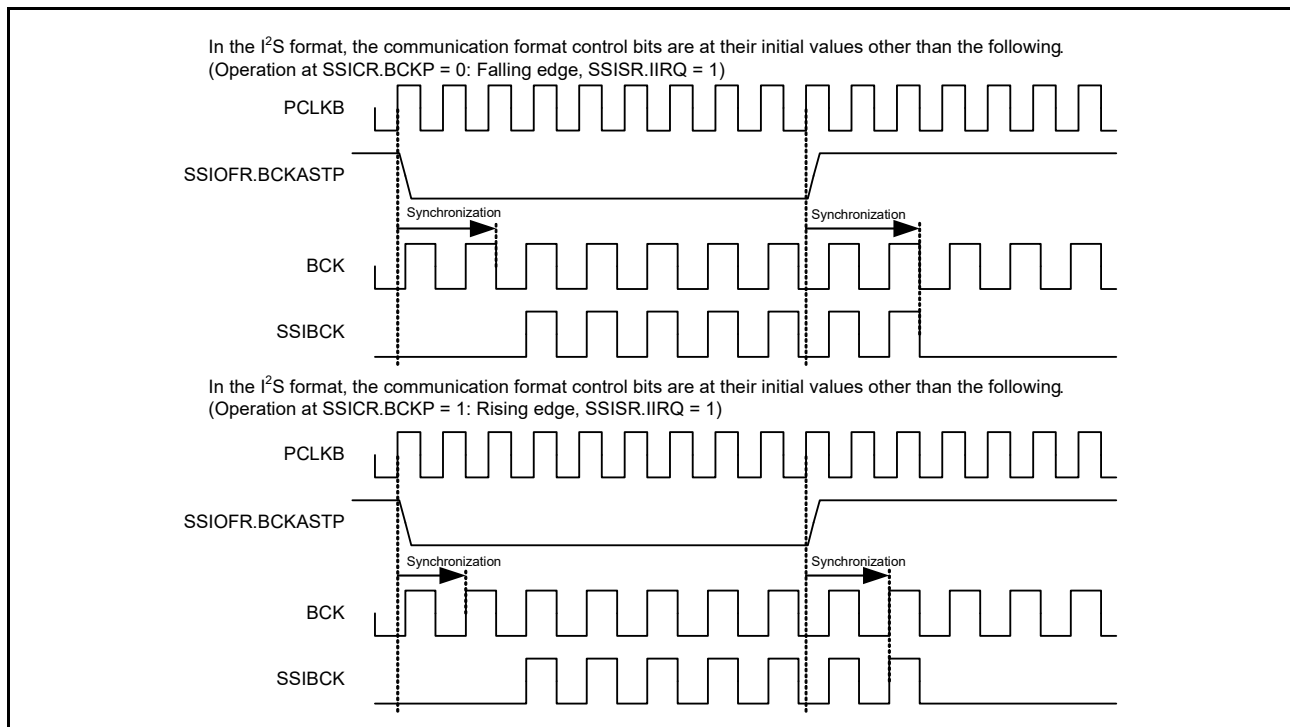 In the I²S format, the communication format control bits are at their initial values other than the following.
(Operation at SSICR.BCKP = 0: Falling edge, SSISR.IIRQ = 1)
PCLKB
SSIOFR.BCKASTP
Synchronization Synchronization
BCK
SSIBCK
In the I²S format, the communication format control bits are at their initial values other than the following.
(Operation at SSICR.BCKP = 1: Rising edge, SSISR.IIRQ = 1)
PCLKB
SSIOFR.BCKASTP
Synchronization Synchronization
BCK
SSIBCK